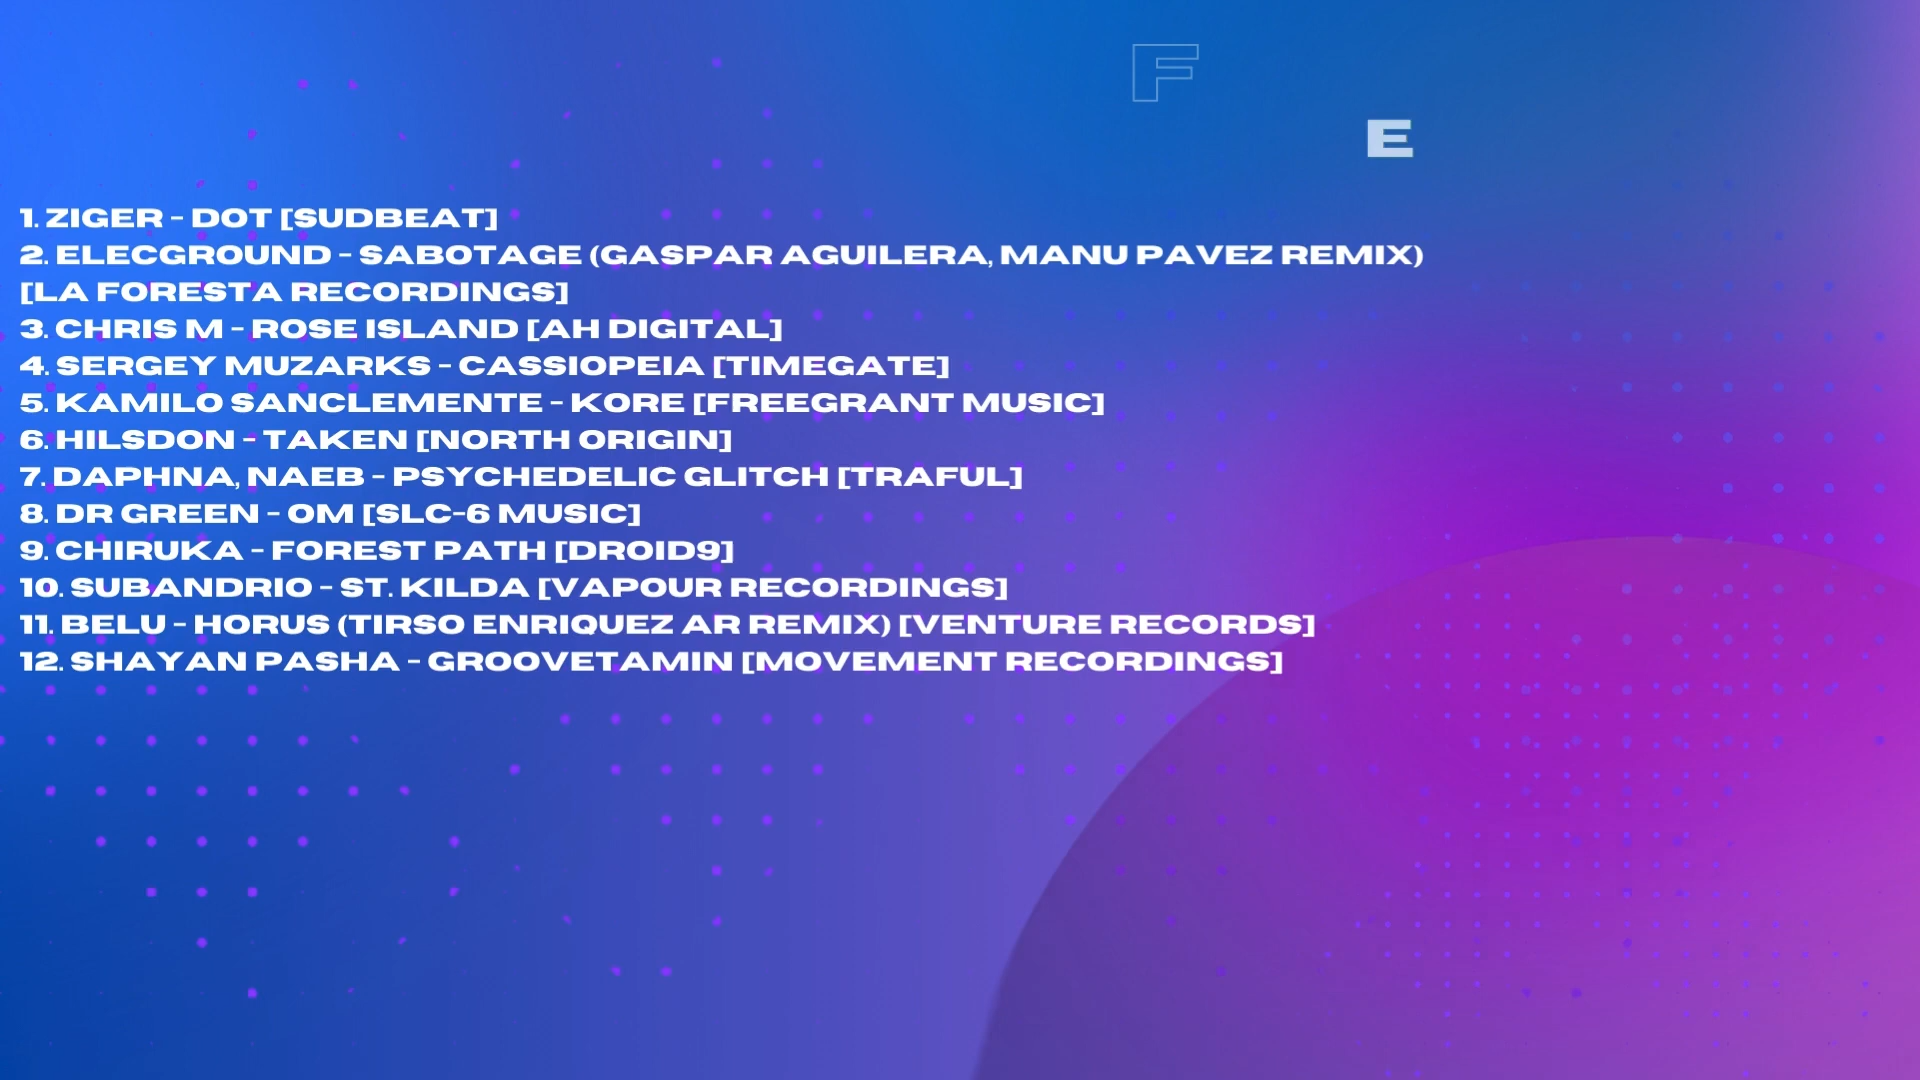 F
E
1. ZIGER - DOT [SUDBEAT]
2. ELECGROUND - SABOTAGE (GASPAR AGUILERA, MANU PAVEZ REMIX)
[LA FORESTA RECORDINGS]
3. CHRIS M - ROSE ISLAND [AH DIGITAL]
4. SERGEY MUZARKS - CASSIOPEIA [TIMEGATE]
5. KAMILO SANCLEMENTE - KORE [FREEGRANT MUSIC]
6. HILSDON - TAKEN [NORTH ORIGIN]
7. DAPHNA, NAEB - PSYCHEDELIC GLITCH [TRAFUL]
8. DR GREEN - OM [SLC-6 MUSIC]
9. CHIRUKA - FOREST PATH [DROID9]
10. SUBANDRIO - ST. KILDA [VAPOUR RECORDINGS]
11. BELU - HORUS (TIRSO ENRIQUEZ AR REMIX) [VENTURE RECORDS]
12. SHAYAN PASHA - GROOVETAMIN [MOVEMENT RECORDINGS]